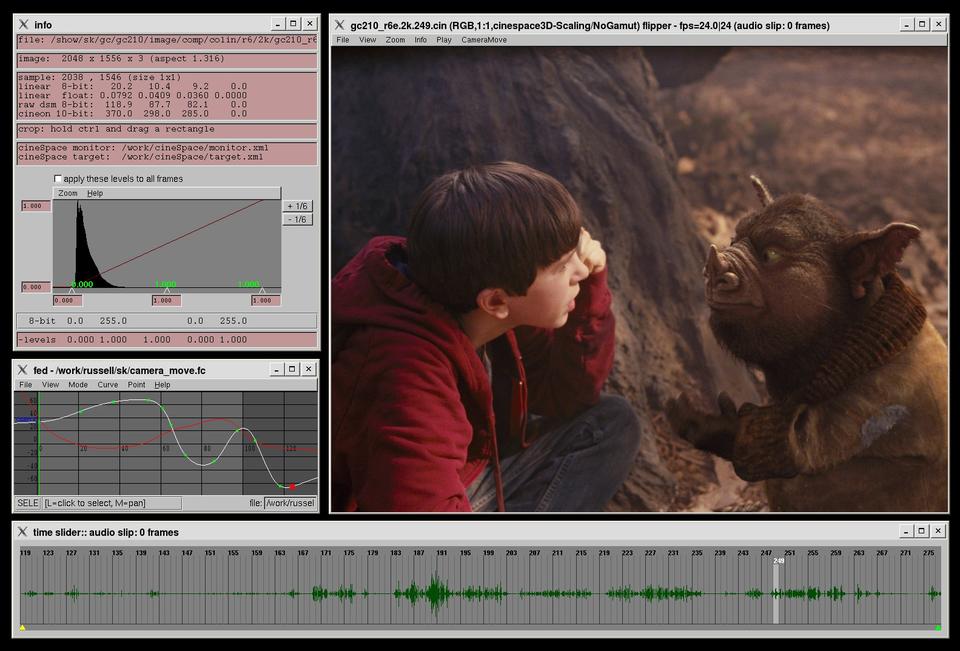 info
file: /show/sk/gc/gc210/image/comp/colin/r6/2k/gc210_r6
image: 2048 x 1556 x 3 (aspect 1.316)
sample: 2038 , 1546 (size 1x1)
linear 8-bit: 20.2 10.4 9.2 0.0
linear float: 0.0792 0.0409 0.0360 0.0000
raw dsm 8-bit: 118.9 87.7 82.1 0.0
cineon 10-bit: 370.0 298.0 285.0 0.0
crop: hold ctrl and drag a rectangle
cineSpace monitor: /work/cineSpace/monitor.xml
cineSpace target: /work/cineSpace/target.xml
apply these levels to all frames
Zoom Help
1.000
+ 1/6
- 1/6
0.000
0.000 1.000 1.000
0.000 1.000 1.000
8-bit 0.0 255.0 0.0 255.0
-levels 0.000 1.000 1.000 0.000 1.000
fed - /work/russell/sk/camera_move.fc
File View Mode Curve Point Help
60
40
20
0
-20
-40
-60
0 20 40 60 80 100 120
SELE [L=click to select, M=pan] file: /work/russel
gc210_r6e.2k.249.cin (RGB,1:1,cinespace3D-Scaling/NoGamut) flipper - fps=24.0|24 (audio slip: 0 frames)
File View Zoom Info Play CameraMove
time slider:: audio slip: 0 frames
119 123 127 131 135 139 143 147 151 155 159 163 167 171 175 179 183 187 191 195 199 203 207 211 215 219 223 227 231 235 239 243 247 251 255 259 263 267 271 275
249